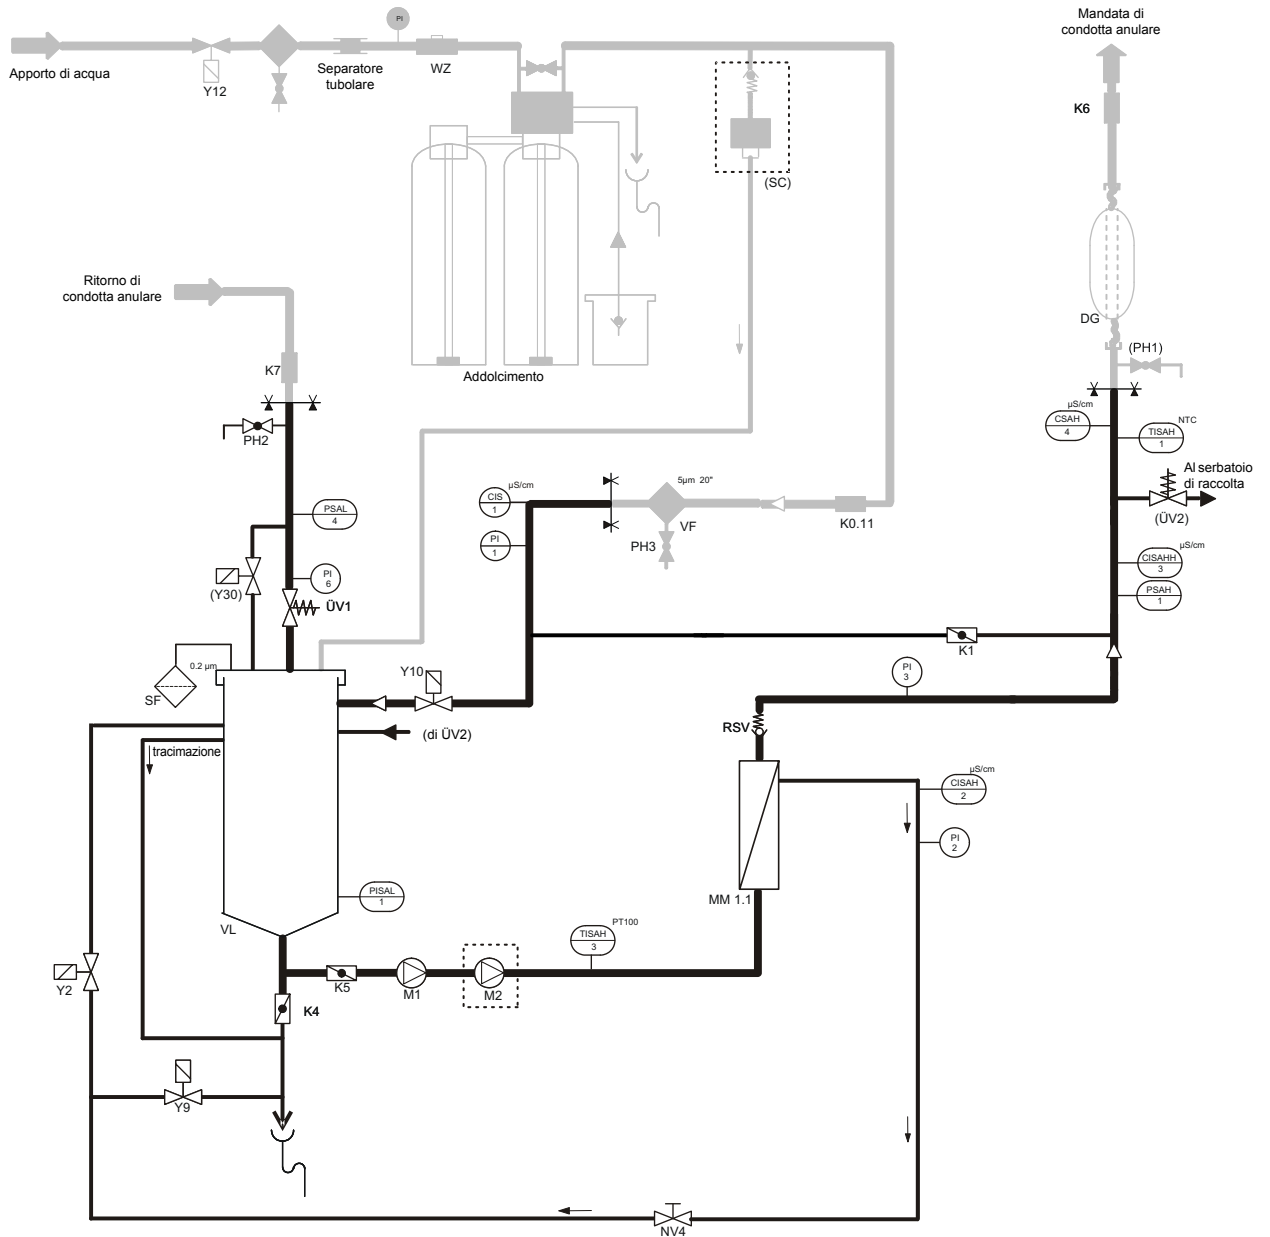 Mandata di
condotta anulare
PI
Apporto di acqua
Y12
Separatore
tubolare
WZ
K6
(SC)
Ritorno di
condotta anulare
K7
DG
(PH1)
Addolcimento
PH2
µS/cm
CSAH
4
NTC
TISAH
1
Al serbatoio
di raccolta
(ÜV2)
PSAL
4
µS/cm
CIS
1
5µm 20"
VF
K0.11
PI
1
PH3
µS/cm
CISAHH
3
PSAH
1
(Y30)
PI
6
ÜV1
K1
0.2 µm
SF
Y10
PI
3
(di ÜV2)
RSV
tracimazione
µS/cm
CISAH
2
PI
2
MM 1.1
PISAL
1
VL
PT100
TISAH
3
Y2
K5
M1
M2
K4
Y9
NV4